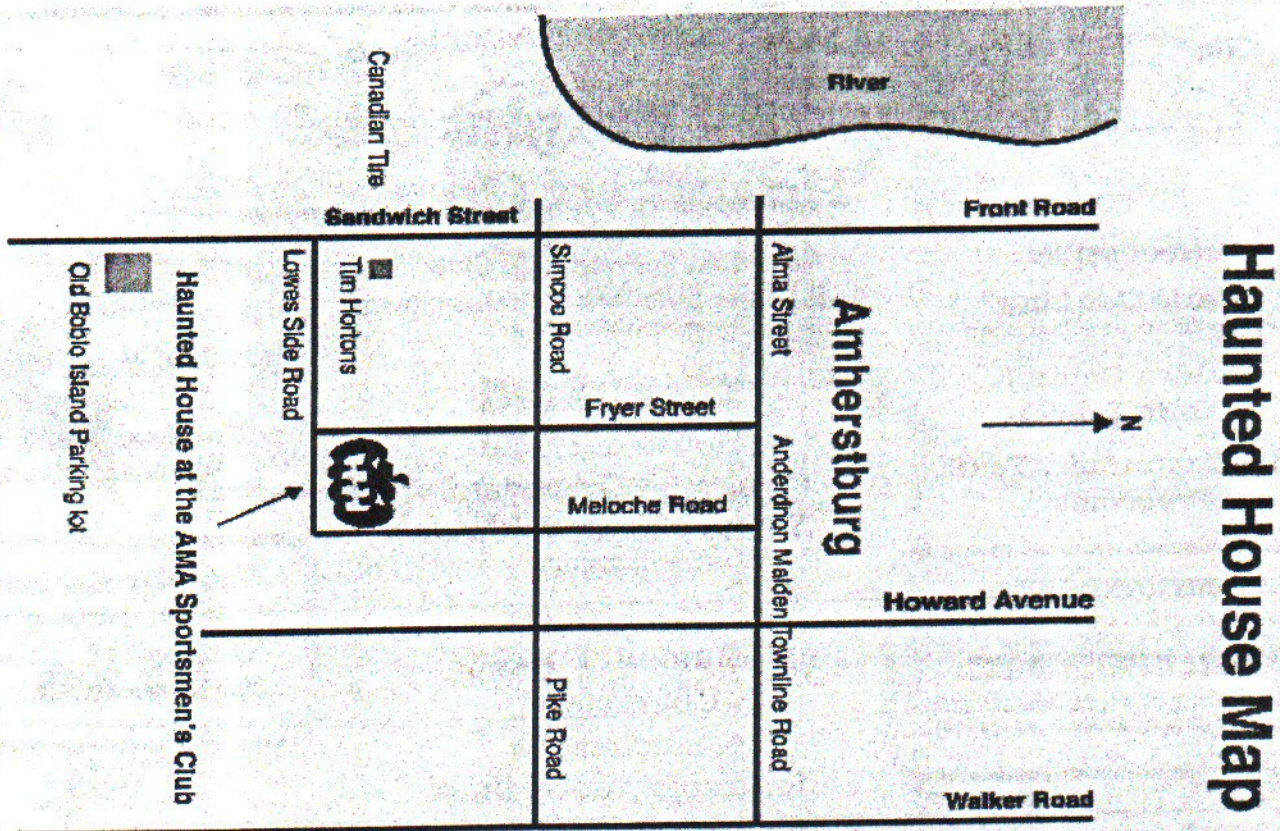 Haunted House Map
N
River
Front Road
Amherstburg
Howard Avenue
Walker Road
Alma Street
Anderdron Malden Townline Road
Fryer Street
Meloche Road
Sandwich Street
Simcoe Road
Pike Road
Canadian Tire
Tim Hortons
Lowes Side Road
Haunted House at the AMA Sportsmen's Club
Old Boblo Island Parking lot